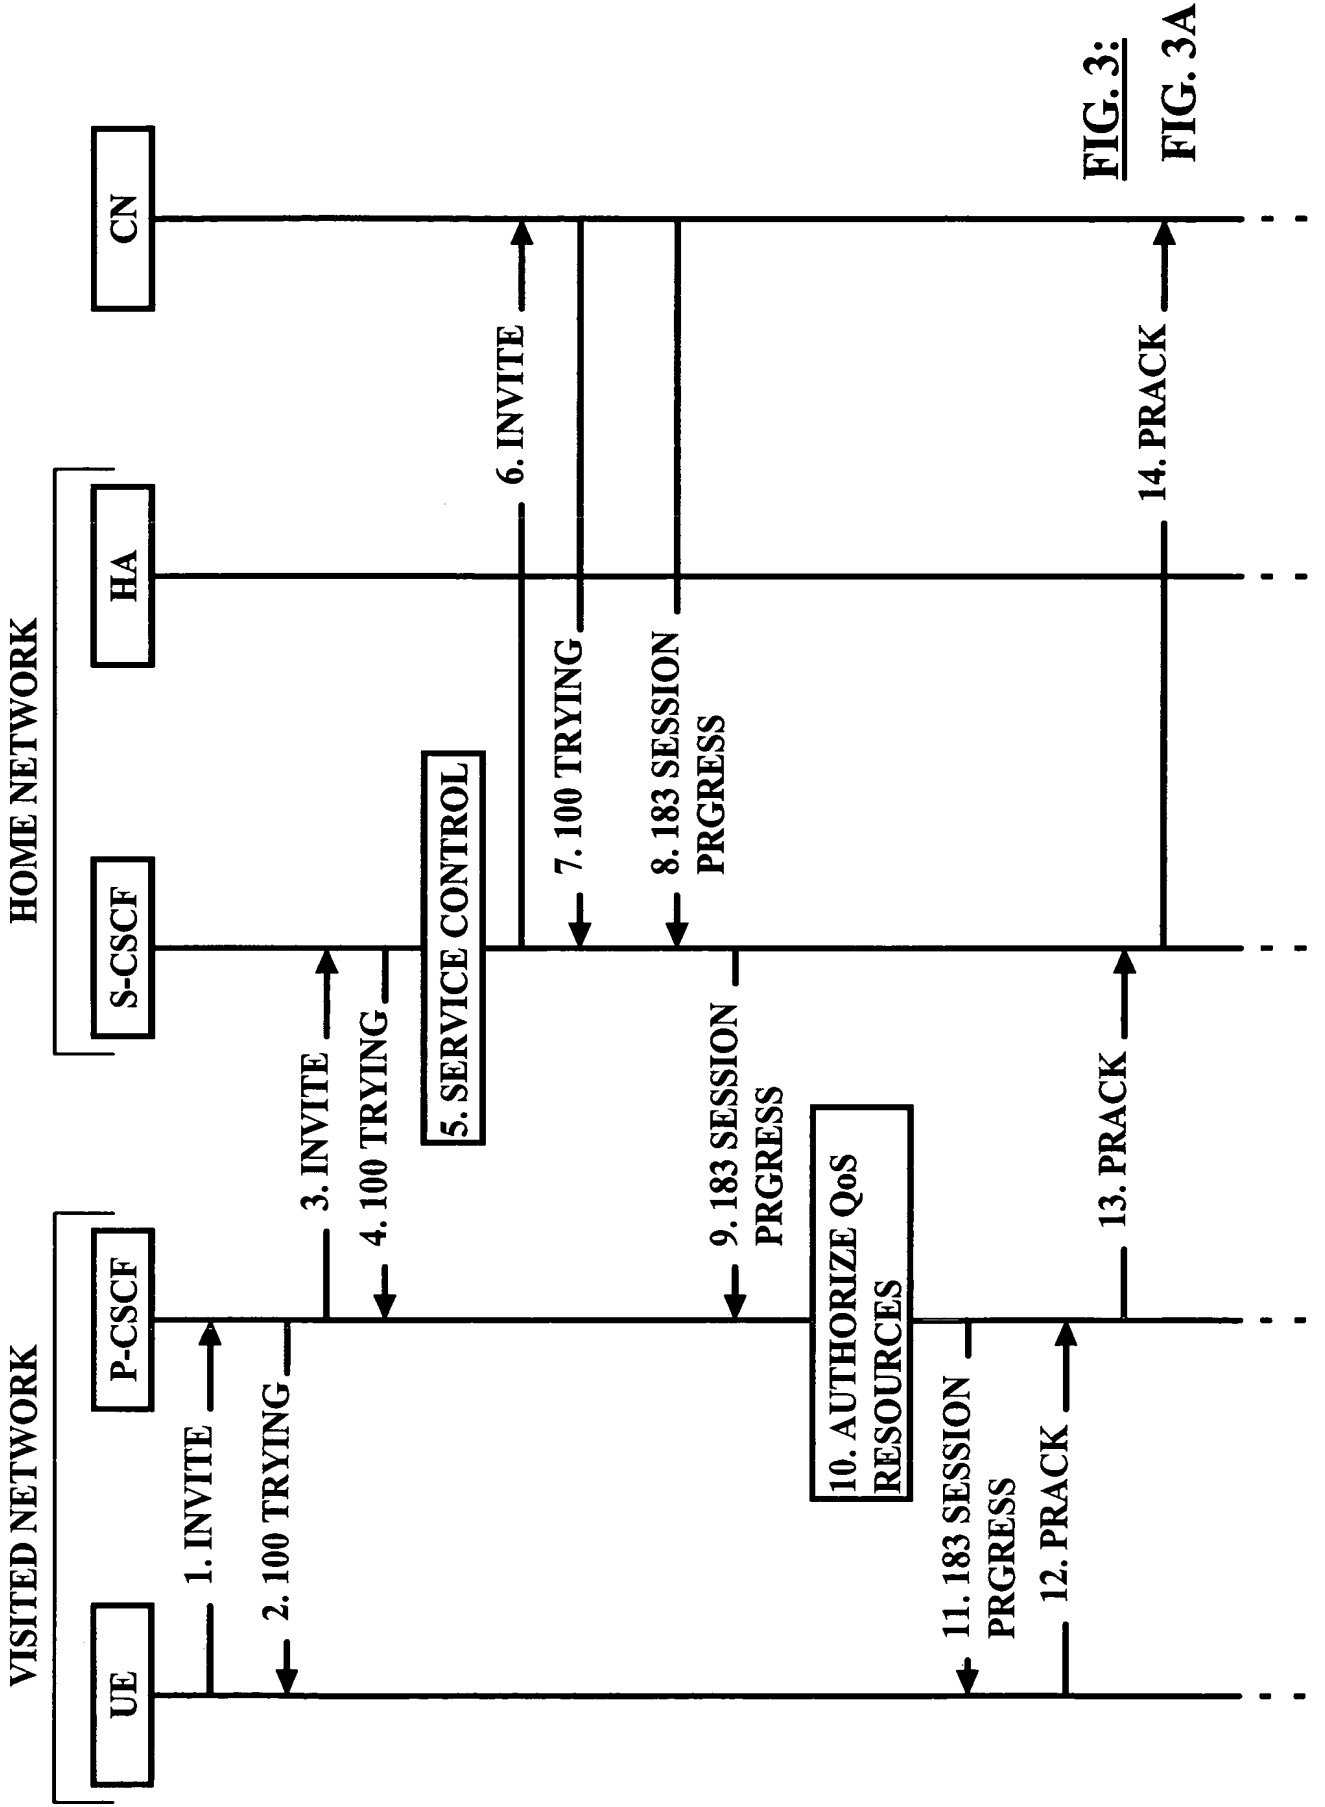 VISITED NETWORK
HOME NETWORK
UE
P-CSCF
S-CSCF
HA
CN
1. INVITE
2. 100 TRYING
3. INVITE
4. 100 TRYING
5. SERVICE CONTROL
6. INVITE
7. 100 TRYING
8. 183 SESSION
PRGRESS
9. 183 SESSION
PRGRESS
10. AUTHORIZE QoS
RESOURCES
11. 183 SESSION
PRGRESS
12. PRACK
13. PRACK
14. PRACK
FIG. 3:
FIG. 3A